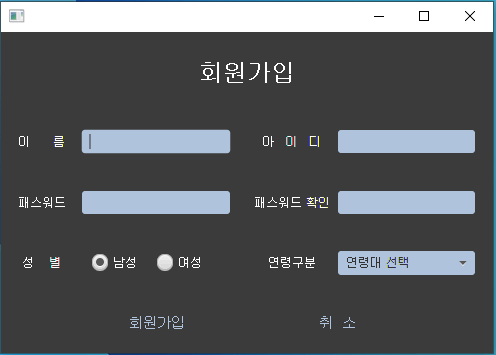 회원가입
이 름 아 이 디
패스워드 패스워드 확인
성 별 남성 여성 연령구분 연령대 선택
회원가입 취 소